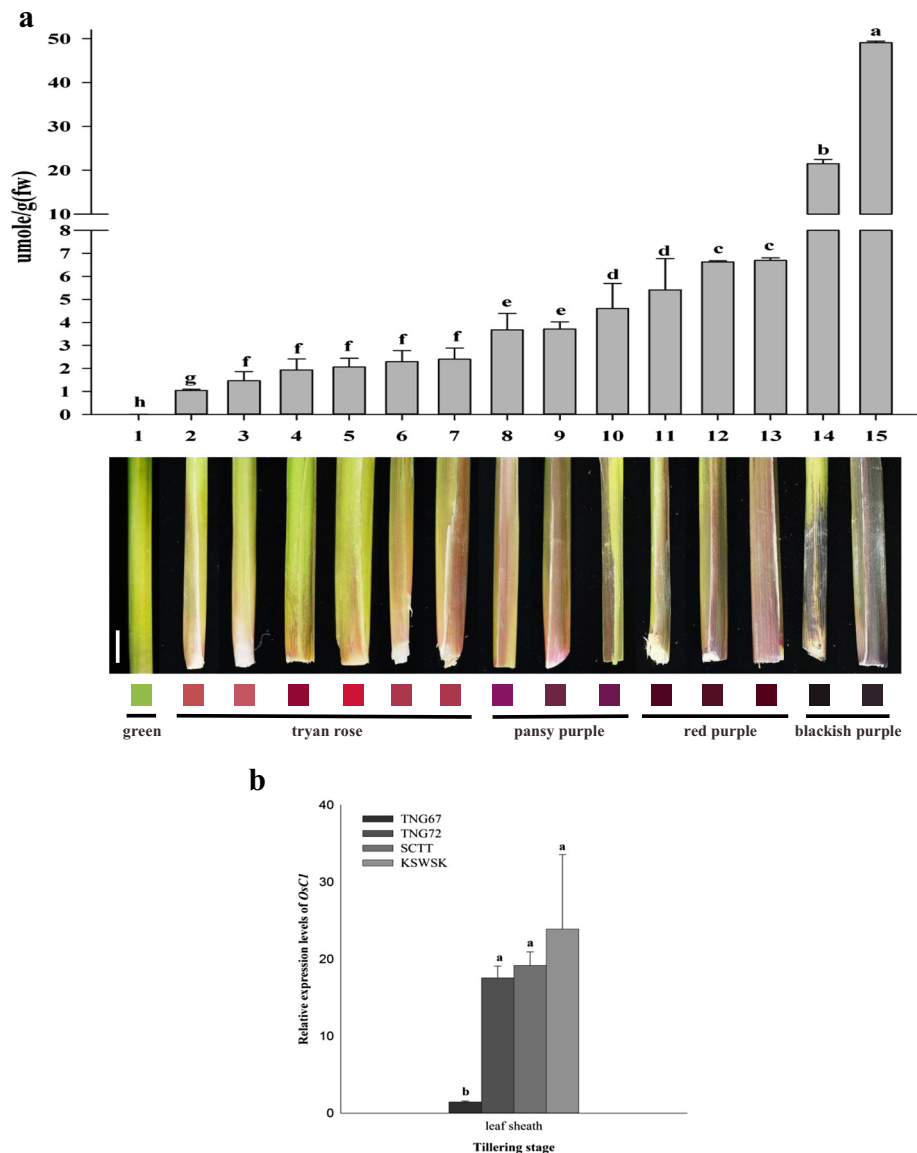 a
umole/g(fw)
50
40
30
20
10
8
7
6
5
4
3
2
1
0
h
g
f
f
f
f
f
e
e
d
d
c
c
b
a
1 2 3 4 5 6 7 8 9 10 11 12 13 14 15
green tryan rose pansy purple red purple blackish purple
b
Relative expression levels of OsC1
40
30
20
10
0
TNG67
TNG72
SCTT
KSWSK
b
a
a
a
leaf sheath
Tillering stage